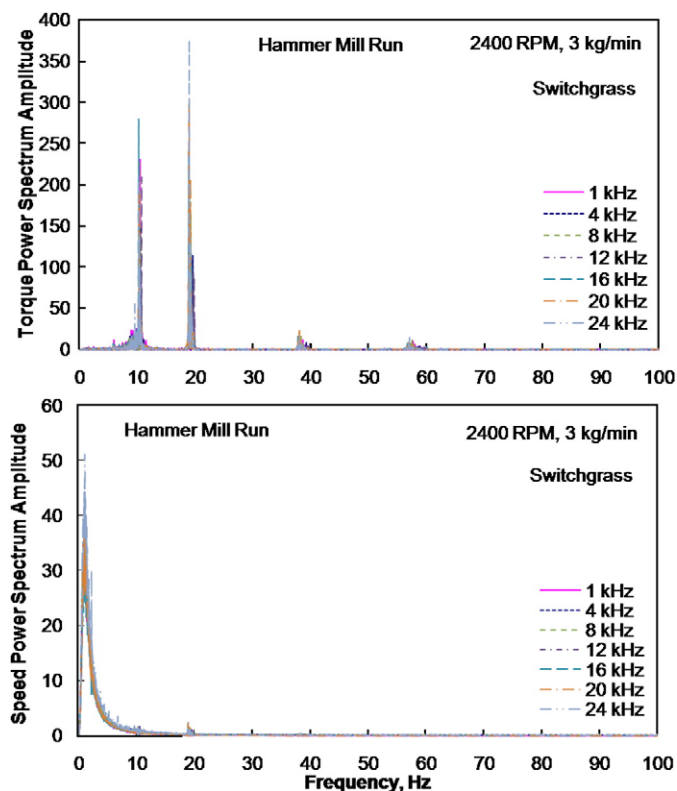 400
350
300
250
200
150
100
50
0
Torque Power Spectrum Amplitude
Hammer Mill Run
2400 RPM, 3 kg/min
Switchgrass
1 kHz
4 kHz
8 kHz
12 kHz
16 kHz
20 kHz
24 kHz
0 10 20 30 40 50 60 70 80 90 100
60
50
40
30
20
10
0
Speed Power Spectrum Amplitude
Hammer Mill Run
2400 RPM, 3 kg/min
Switchgrass
1 kHz
4 kHz
8 kHz
12 kHz
16 kHz
20 kHz
24 kHz
0 10 20 30 40 50 60 70 80 90 100
Frequency, Hz